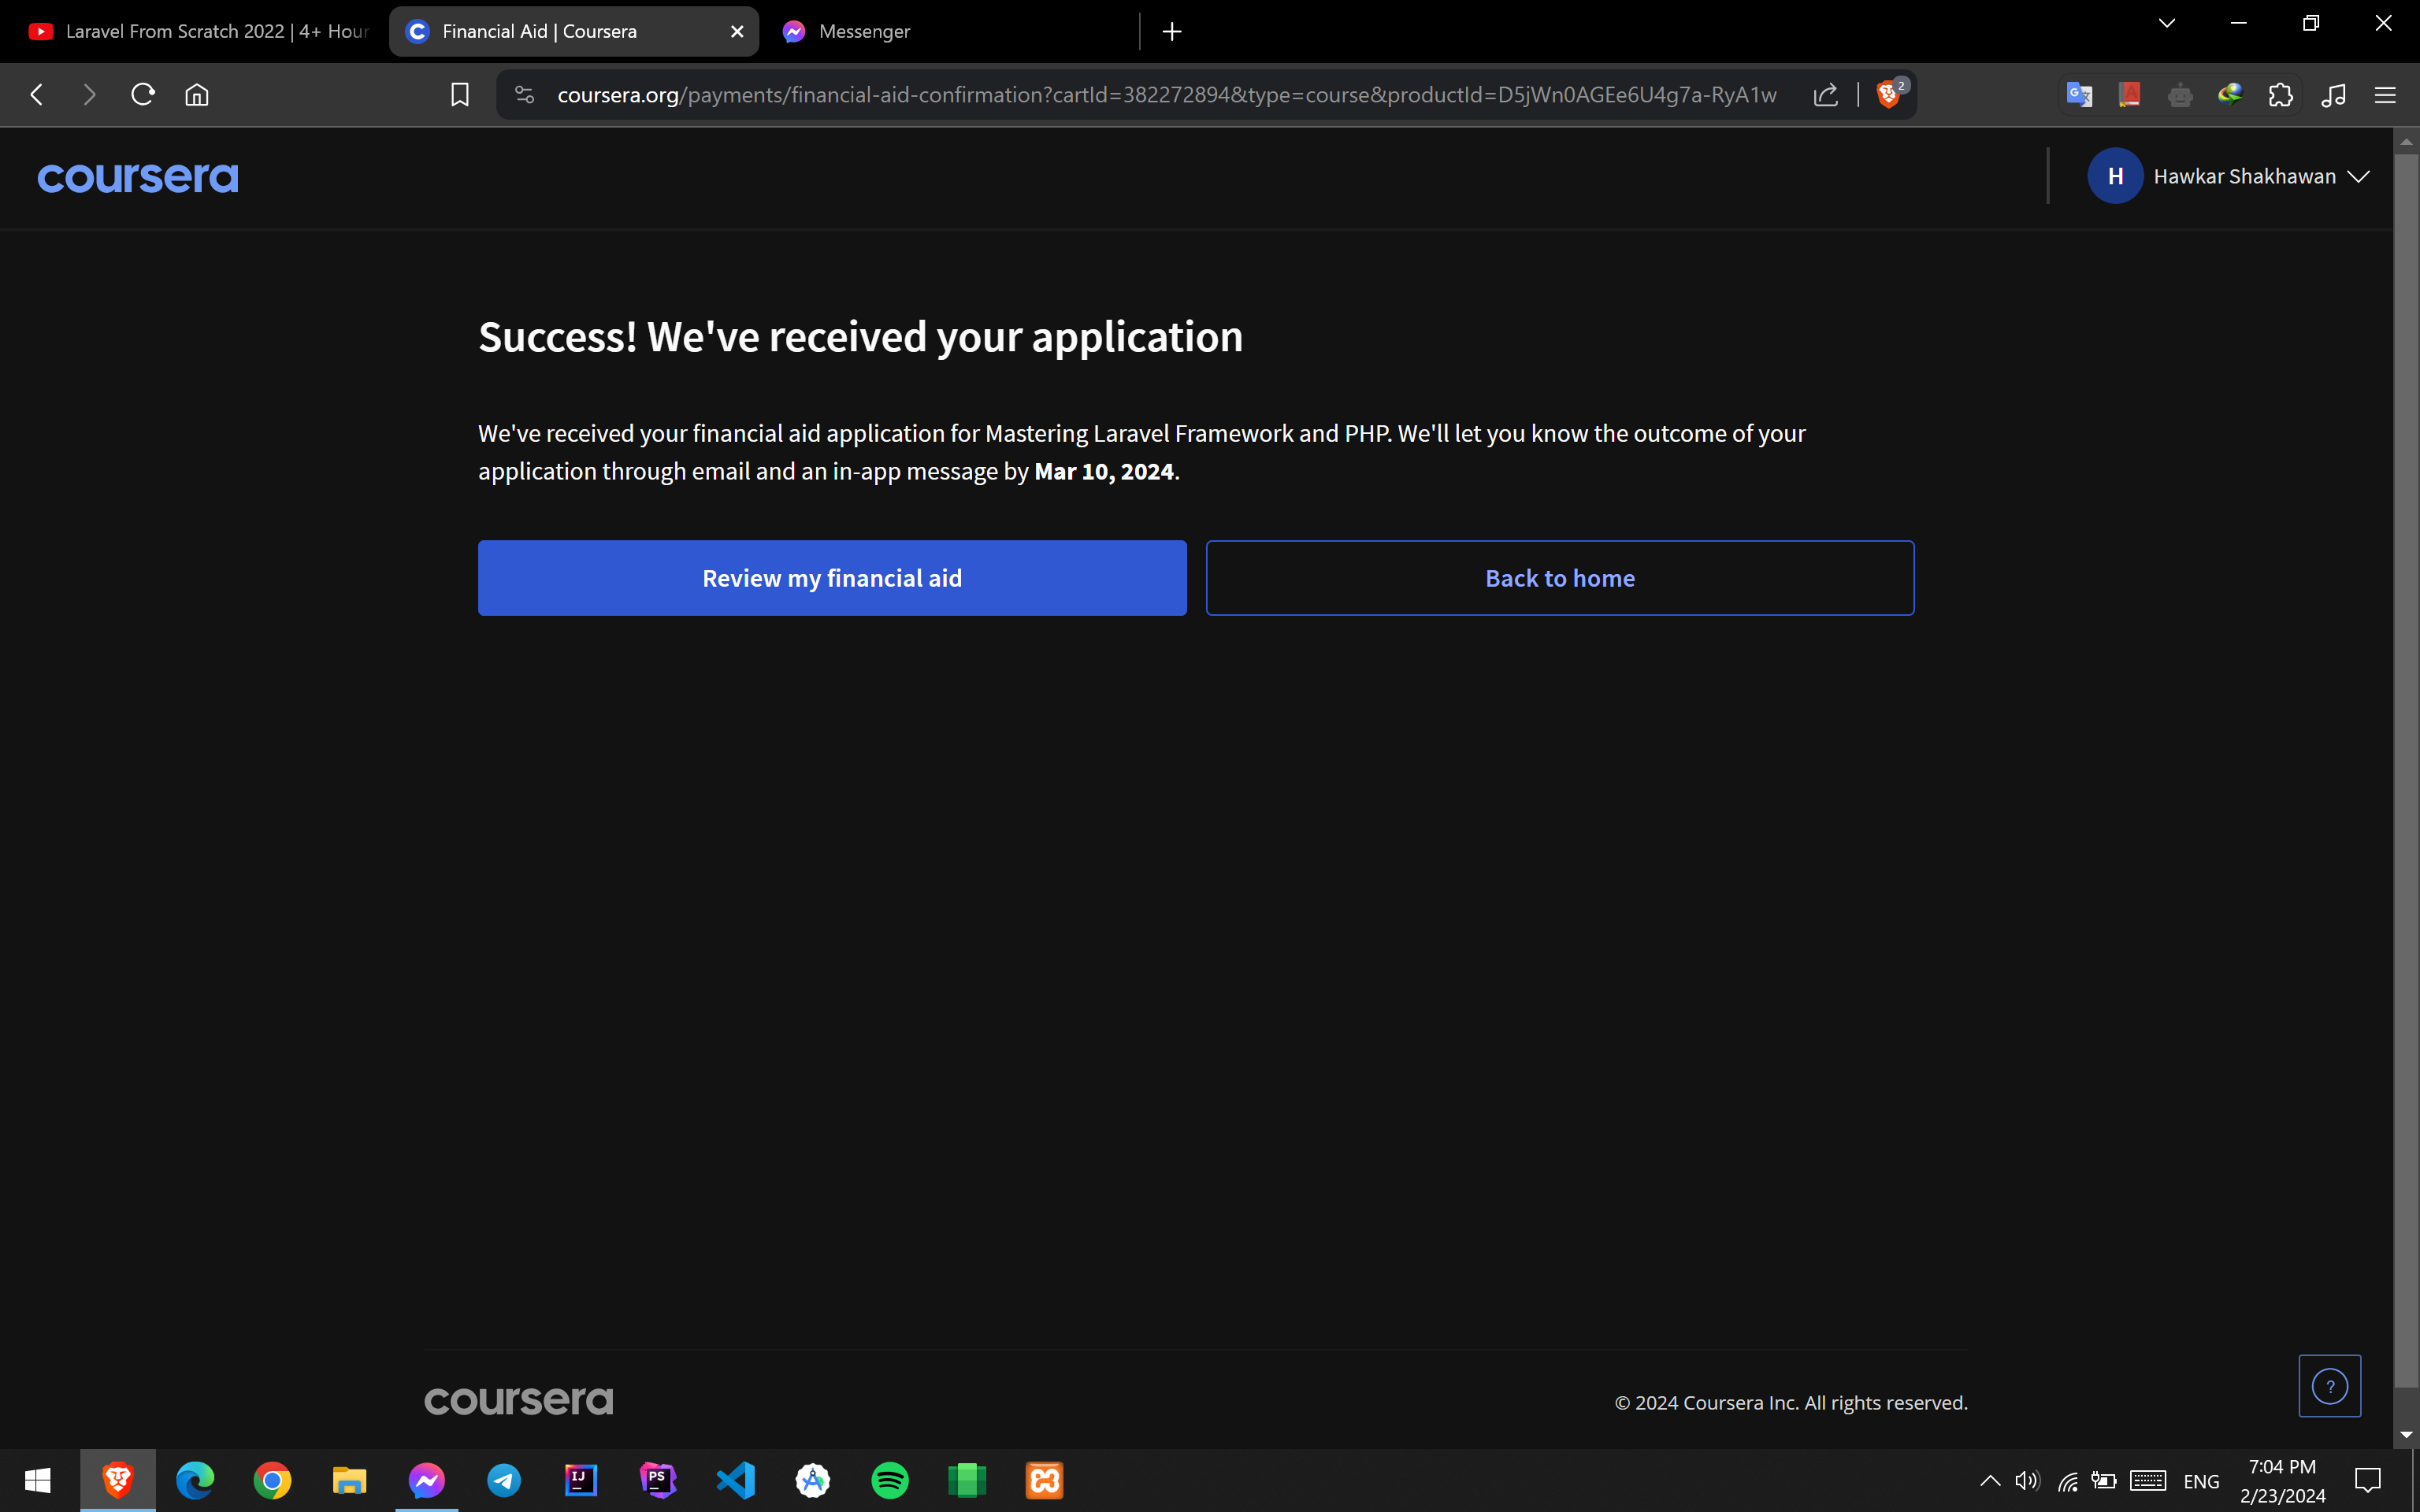 Laravel From Scratch 2022 | 4+ Hour
Financial Aid | Coursera
Messenger
coursera.org/payments/financial-aid-confirmation?cartId=382272894&type=course&productId=D5jWn0AGEe6U4g7a-RyA1w
2
coursera
H
Hawkar Shakhawan
Success! We've received your application
We've received your financial aid application for Mastering Laravel Framework and PHP. We'll let you know the outcome of your
application through email and an in-app message by Mar 10, 2024.
Review my financial aid
Back to home
coursera
© 2024 Coursera Inc. All rights reserved.
?
IJ
PS
ENG
7:04 PM
2/23/2024